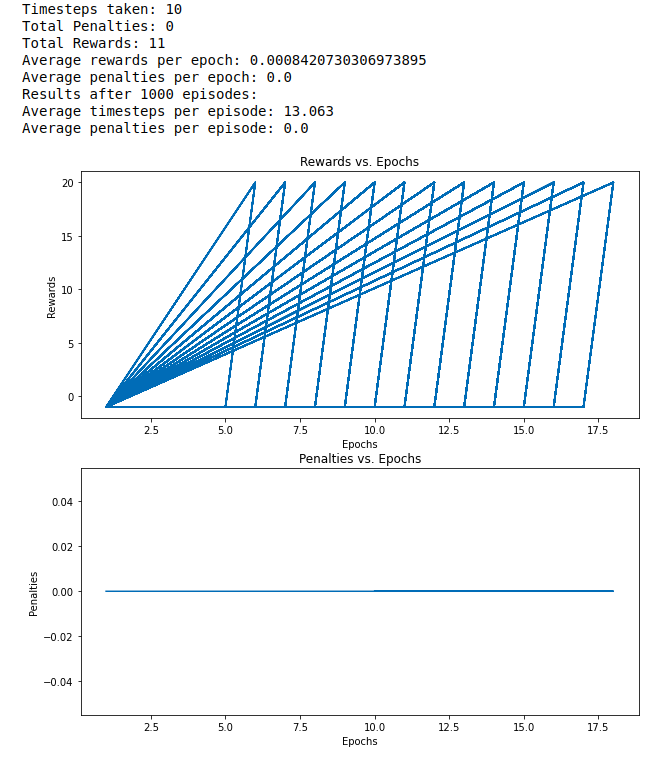 Timesteps taken: 10
Total Penalties: 0
Total Rewards: 11
Average rewards per epoch: 0.0008420730306973895
Average penalties per epoch: 0.0
Results after 1000 episodes:
Average timesteps per episode: 13.063
Average penalties per episode: 0.0
Rewards vs. Epochs
20
15
10
5
0
Rewards
2.5 5.0 7.5 10.0 12.5 15.0 17.5
Epochs
Penalties vs. Epochs
0.04
0.02
0.00
−0.02
−0.04
Penalties
2.5 5.0 7.5 10.0 12.5 15.0 17.5
Epochs